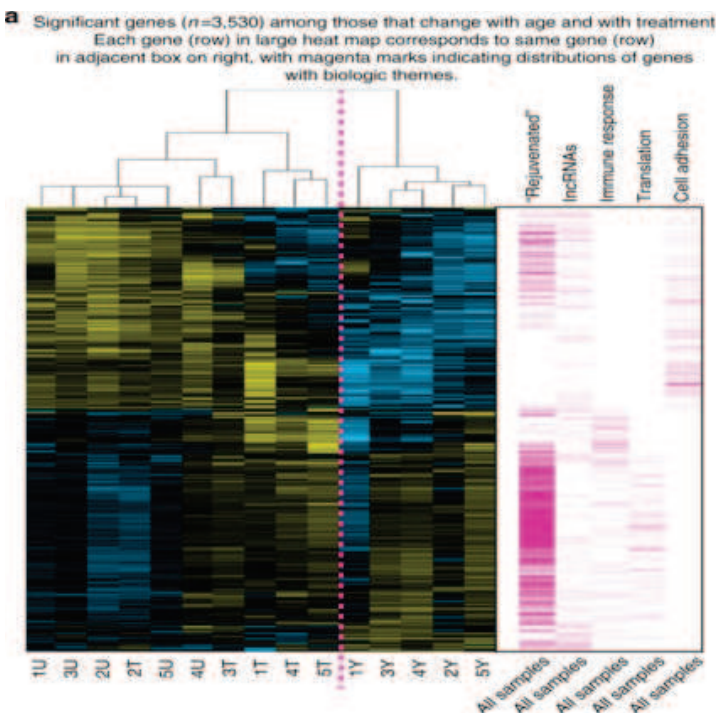 a
Significant genes (n=3,530) among those that change with age and with treatment
Each gene (row) in large heat map corresponds to same gene (row)
in adjacent box on right, with magenta marks indicating distributions of genes
with biologic themes.
"Rejuvenated"
lncRNAs
Immune response
Translation
Cell adhesion
1U
3U
2U
2T
5U
4U
3T
1T
4T
5T
1Y
3Y
4Y
2Y
5Y
All samples
All samples
All samples
All samples
All samples